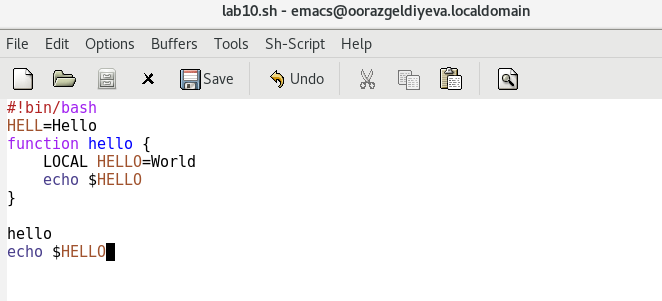 lab10.sh - emacs@oorazgeldiyeva.localdomain
File Edit Options Buffers Tools Sh-Script Help
Save Undo
#!bin/bash
HELL=Hello
function hello {
    LOCAL HELLO=World
    echo $HELLO
}

hello
echo $HELLO